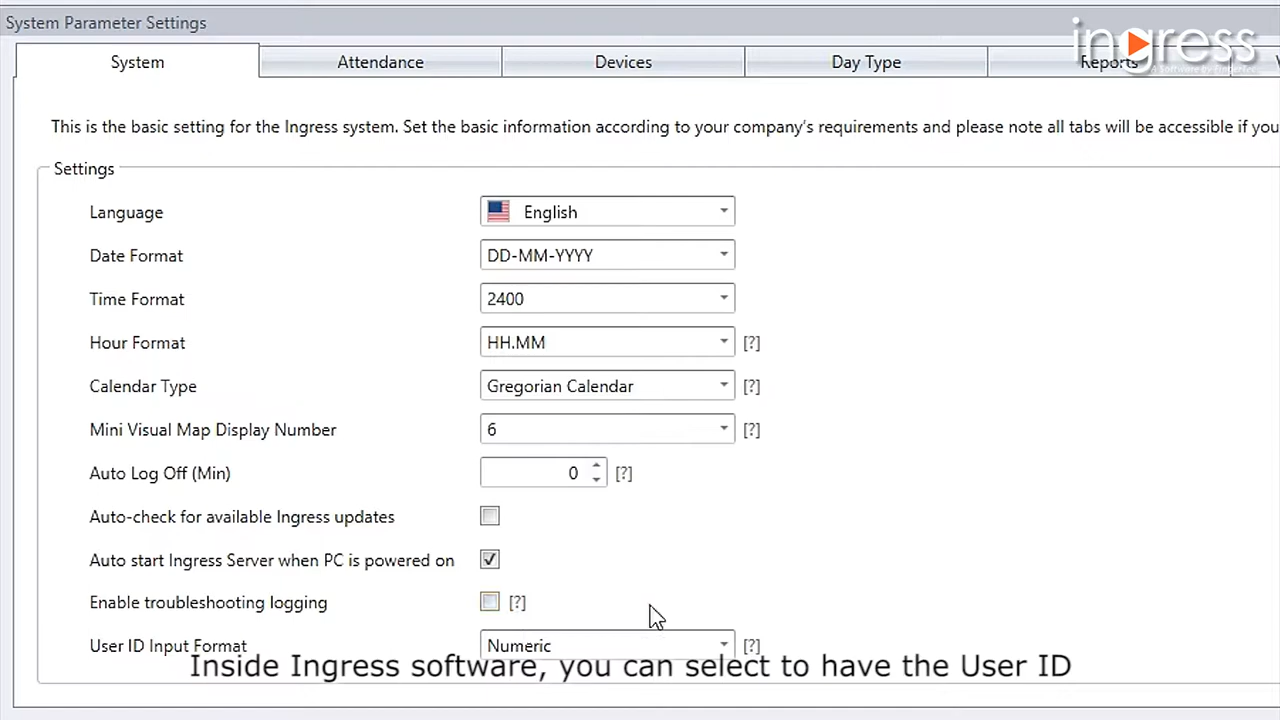 System Parameter Settings
ingress
A Software by FingerTec
System
Attendance
Devices
Day Type
Reports
This is the basic setting for the Ingress system. Set the basic information according to your company's requirements and please note all tabs will be accessible if you
Settings
Language
English
Date Format
DD-MM-YYYY
Time Format
2400
Hour Format
HH.MM
[?]
Calendar Type
Gregorian Calendar
[?]
Mini Visual Map Display Number
6
[?]
Auto Log Off (Min)
0
[?]
Auto-check for available Ingress updates
Auto start Ingress Server when PC is powered on
Enable troubleshooting logging
[?]
User ID Input Format
Numeric
[?]
Inside Ingress software, you can select to have the User ID